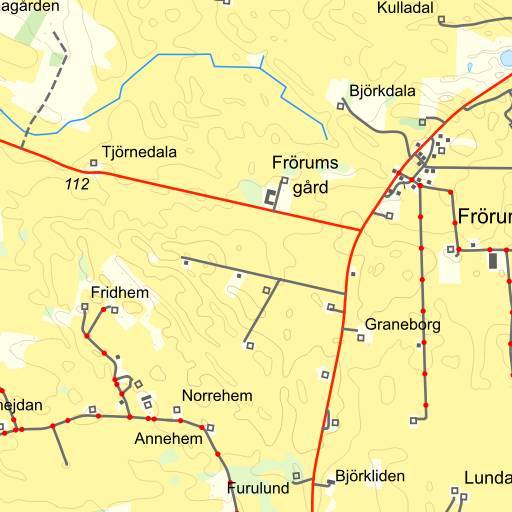 agården
Kulladal
Björkdala
Tjörnedala
Frörums
gård
112
Frörum
Fridhem
Graneborg
Norrehem
nejdan
Annehem
Björkliden
Furulund
Lunda